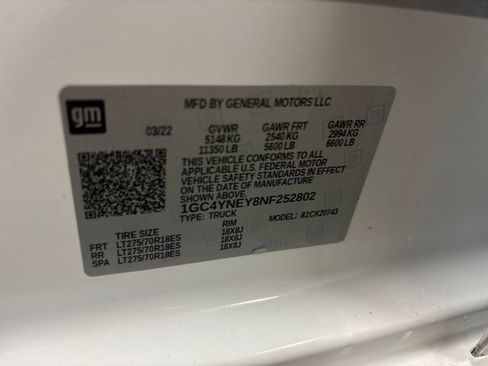 gm
MFD BY GENERAL MOTORS LLC
03/22 GVWR GAWR FRT GAWR RR
5148 KG 2540 KG 2994 KG
11350 LB 5600 LB 6600 LB
THIS VEHICLE CONFORMS TO ALL
APPLICABLE U.S. FEDERAL MOTOR
VEHICLE SAFETY STANDARDS IN EFFECT
ON THE DATE OF MANUFACTURE
SHOWN ABOVE.
1GC4YNEY8NF252802
TYPE: TRUCK MODEL: 82CK20743
TIRE SIZE RIM
FRT LT275/70R18ES 18X8J
RR LT275/70R18ES 18X8J
SPA LT275/70R18ES 18X8J